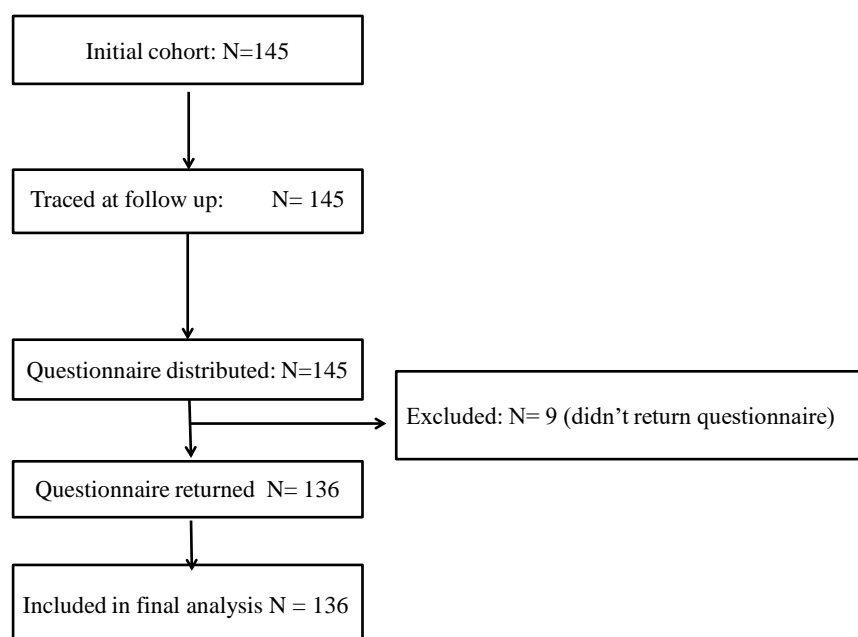 Initial cohort: N=145
Traced at follow up: N= 145
Questionnaire distributed: N=145
Excluded: N= 9 (didn’t return questionnaire)
Questionnaire returned N= 136
Included in final analysis N = 136